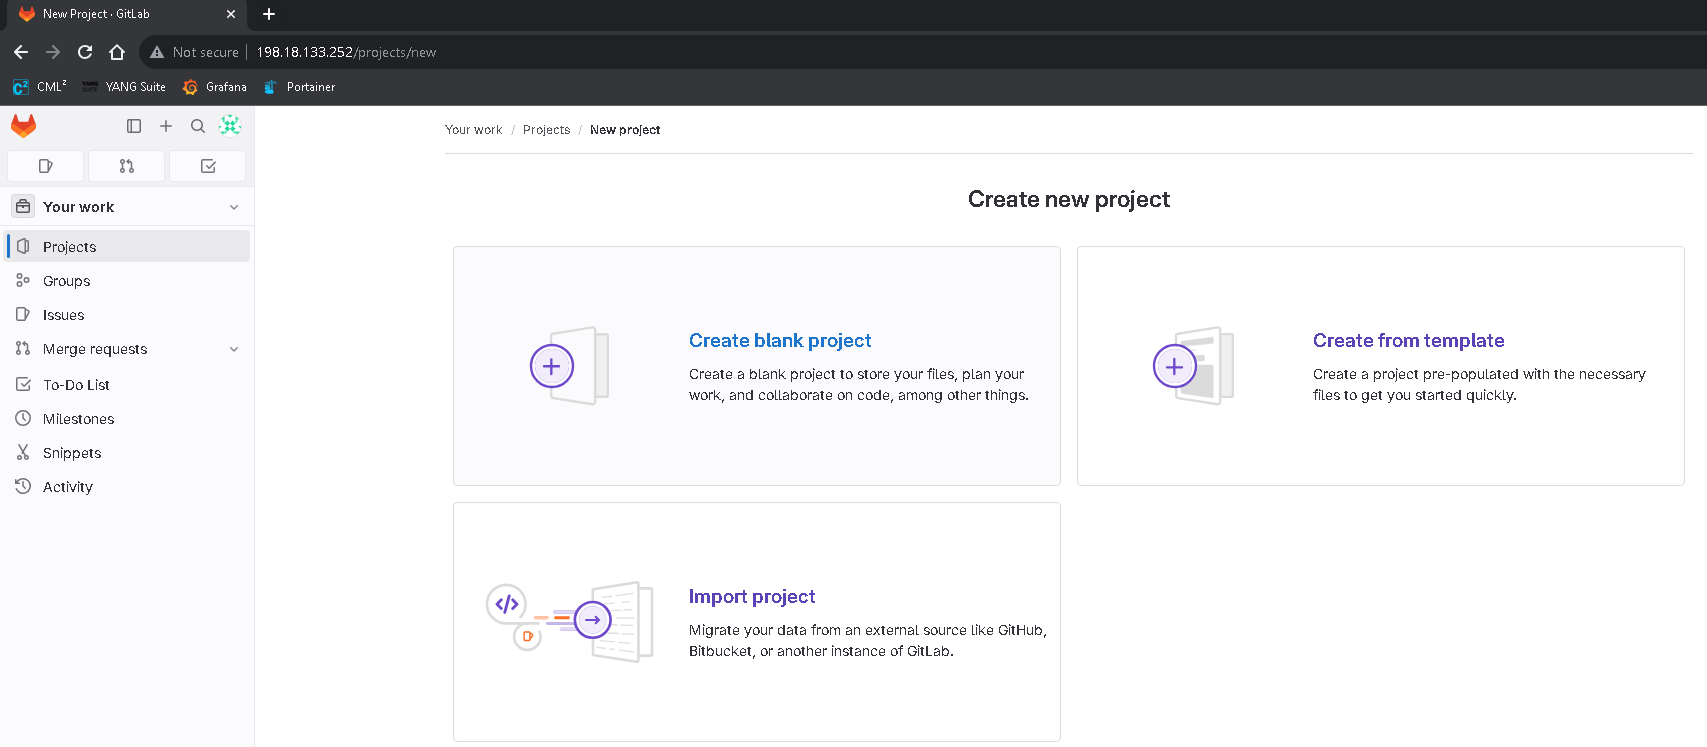 New Project · GitLab
Not secure 198.18.133.252/projects/new
CML² YANG Suite Grafana Portainer
Your work / Projects / New project
Your work
Projects
Groups
Issues
Merge requests
To-Do List
Milestones
Snippets
Activity
Create new project
Create blank project
Create a blank project to store your files, plan your
work, and collaborate on code, among other things.
Create from template
Create a project pre-populated with the necessary
files to get you started quickly.
Import project
Migrate your data from an external source like GitHub,
Bitbucket, or another instance of GitLab.